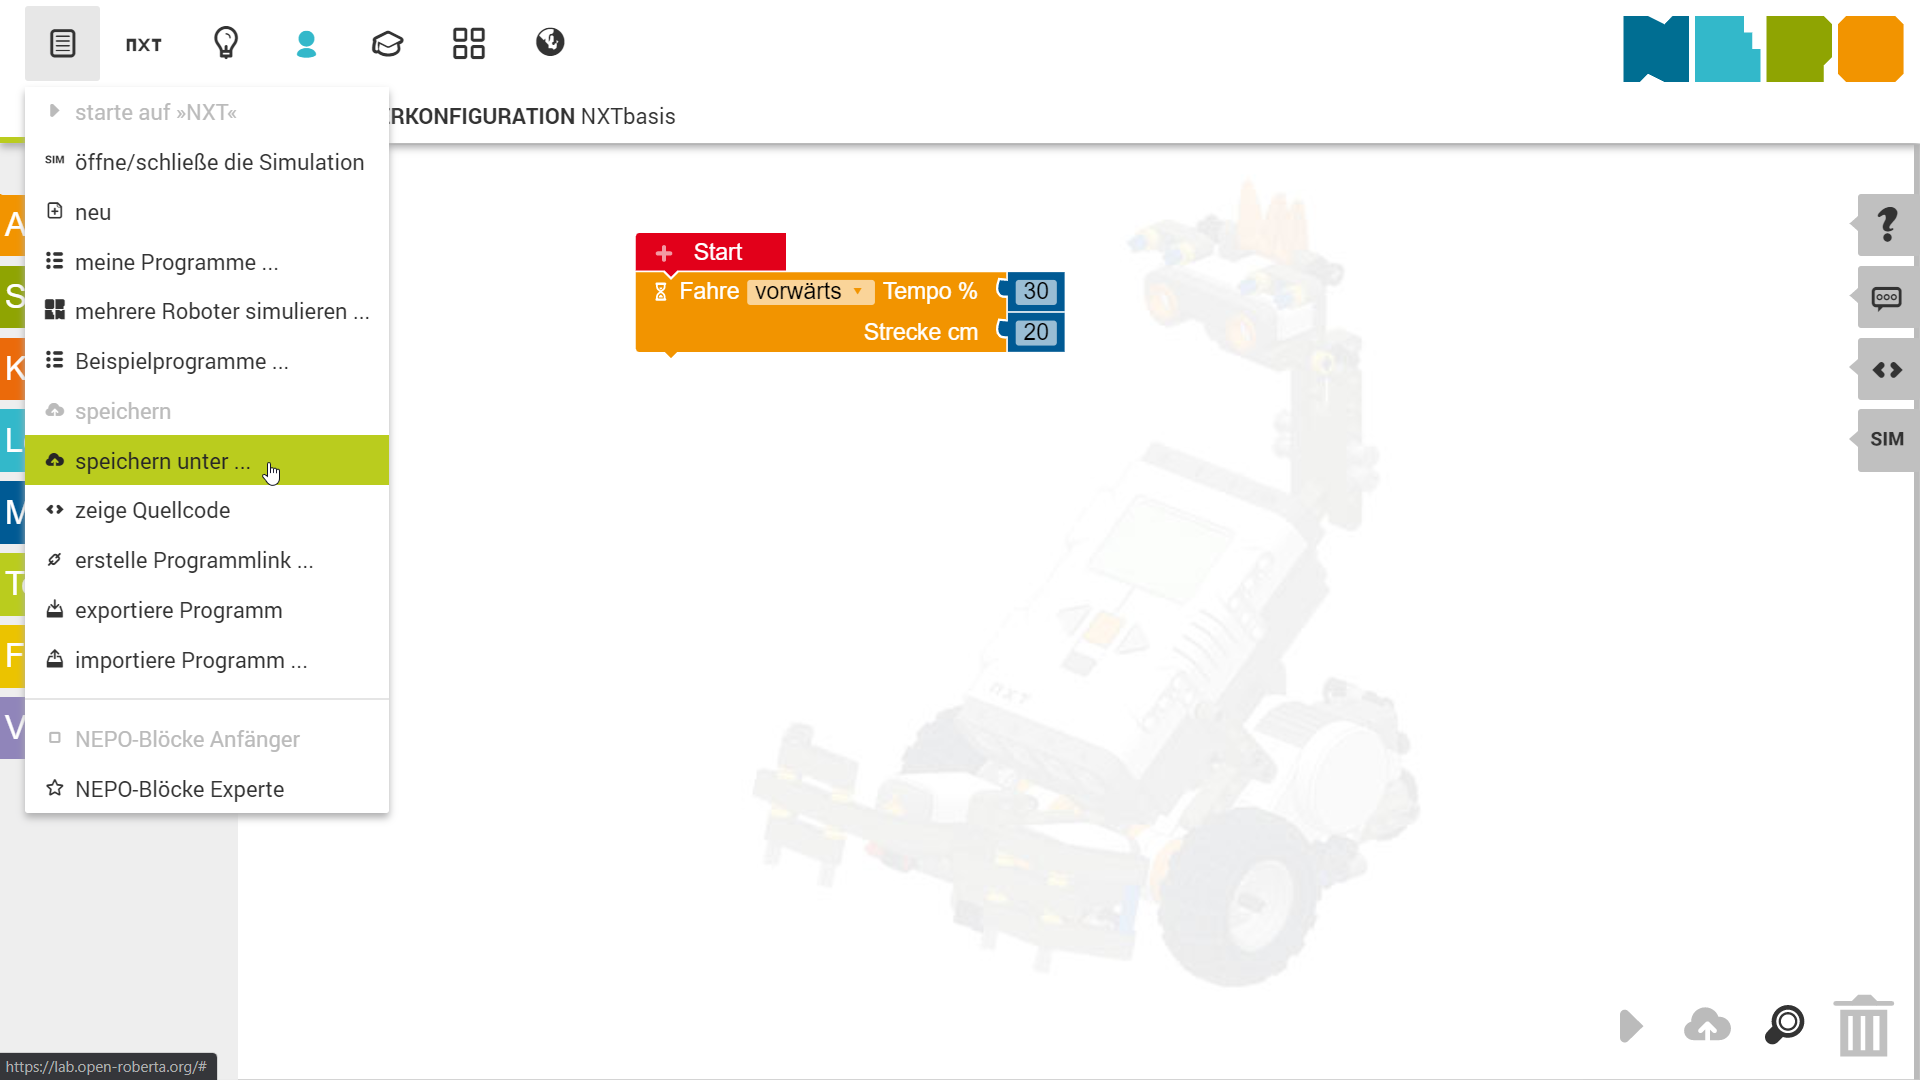 NXT
ERKONFIGURATION NXTbasis
starte auf »NXT«
SIM öffne/schließe die Simulation
neu
meine Programme ...
mehrere Roboter simulieren ...
Beispielprogramme ...
speichern
speichern unter ...
zeige Quellcode
erstelle Programmlink ...
exportiere Programm
importiere Programm ...
NEPO-Blöcke Anfänger
NEPO-Blöcke Experte
A
S
K
L
M
T
F
V
+ Start
Fahre vorwärts Tempo % 30
Strecke cm 20
?
SIM
nxt
https://lab.open-roberta.org/#